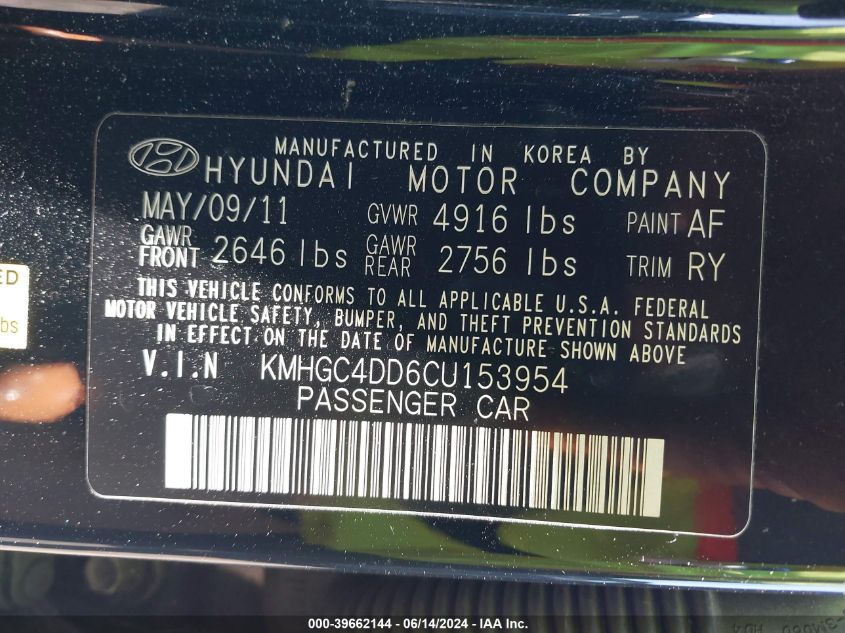 MANUFACTURED IN KOREA BY
HYUNDAI MOTOR COMPANY
MAY/09/11 GVWR 4916 lbs PAINT AF
GAWR FRONT 2646 lbs GAWR REAR 2756 lbs TRIM RY
THIS VEHICLE CONFORMS TO ALL APPLICABLE U.S.A. FEDERAL
MOTOR VEHICLE SAFETY, BUMPER, AND THEFT PREVENTION STANDARDS
IN EFFECT ON THE DATE OF MANUFACTURE SHOWN ABOVE
V.I.N KMHGC4DD6CU153954
PASSENGER CAR
ED
bs
000-39662144 - 06/14/2024 - IAA Inc.